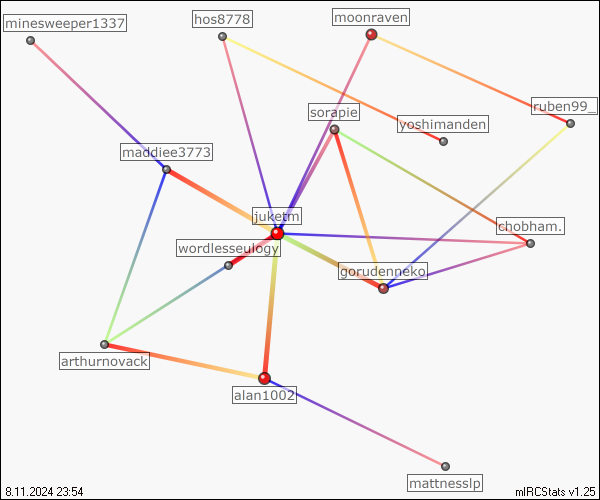 minesweeper1337
hos8778
moonraven
ruben99_
sorapie
yoshimanden
maddiee3773
juketm
chobham.
wordlesseulogy
gorudenneko
arthurnovack
alan1002
mattnesslp
8.11.2024 23:54
mIRCStats v1.25